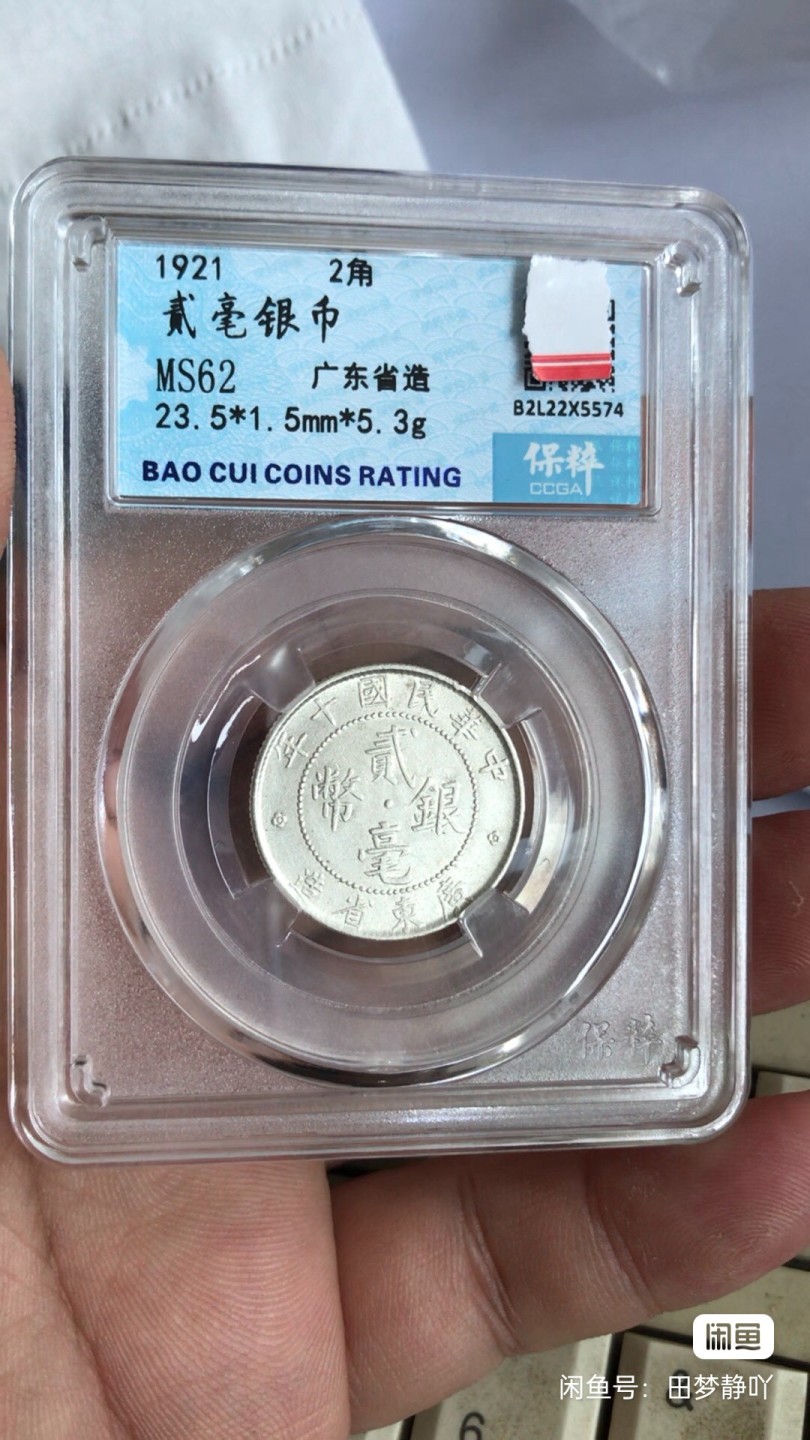 1921 2角
貳毫银币
MS62 广东省造
23.5*1.5mm*5.3g
B2L22X5574
BAO CUI COINS RATING
保粹
CCGA
年十國民華中
貳
幣 銀
毫
造省東廣
保粹
6
Q
闲鱼
闲鱼号：田梦静吖